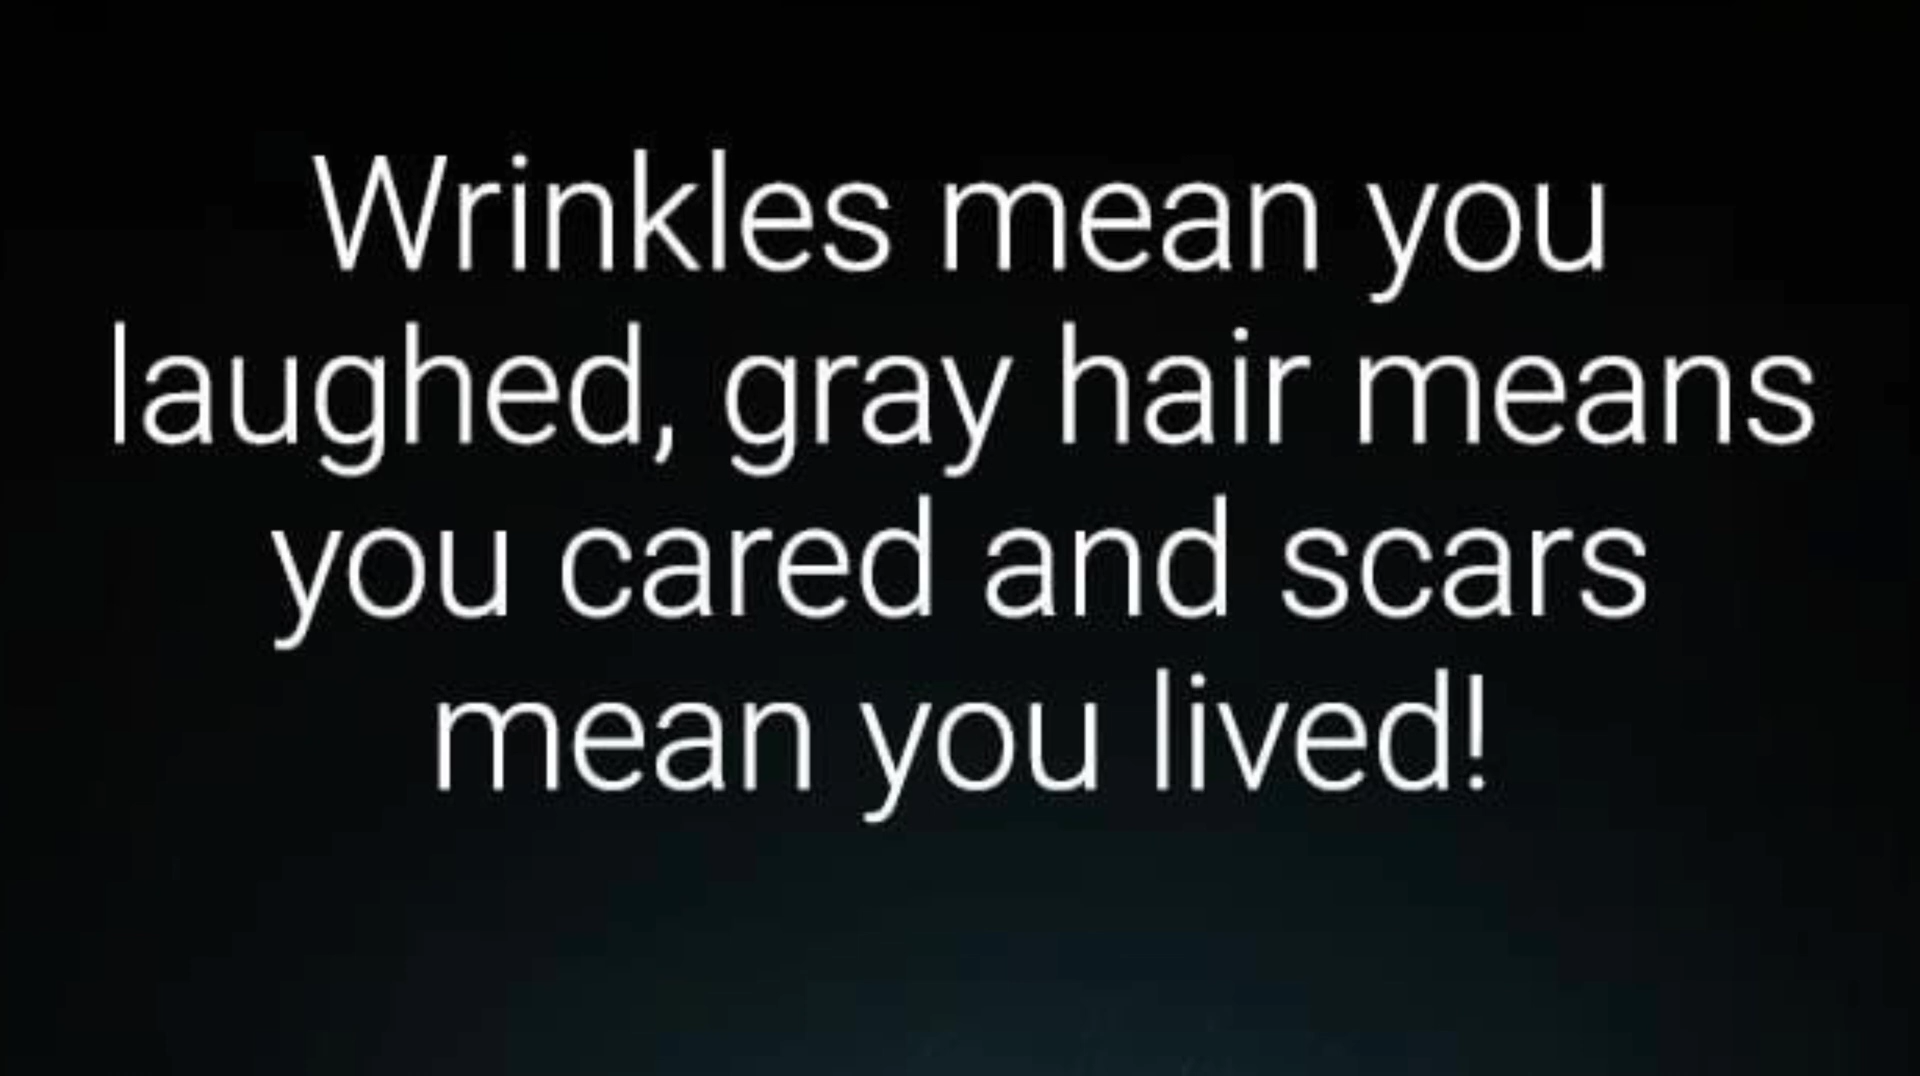 Wrinkles mean you
laughed, gray hair means
you cared and scars
mean you lived!